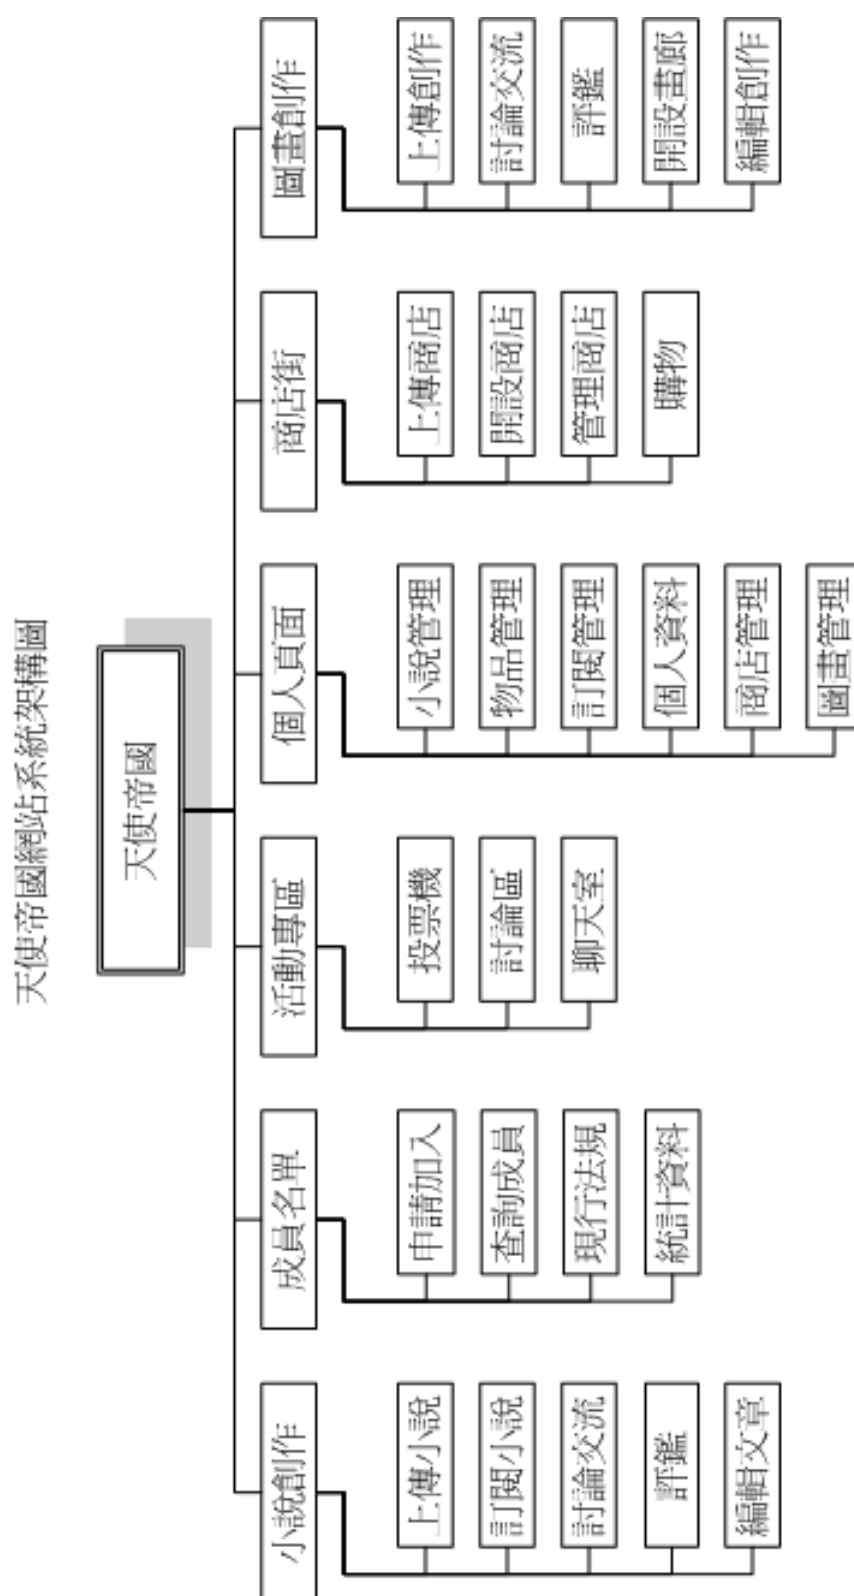 天使帝國網站系統架構圖
天使帝國
小說創作
上傳小說
訂閱小說
討論交流
評鑑
編輯文章
成員名單
申請加入
查詢成員
現行法規
統計資料
活動專區
投票機
討論區
聊天室
個人頁面
小說管理
物品管理
訂閱管理
個人資料
商店管理
圖畫管理
商店街
上傳商店
開設商店
管理商店
購物
圖畫創作
上傳創作
討論交流
評鑑
開設畫廊
編輯創作